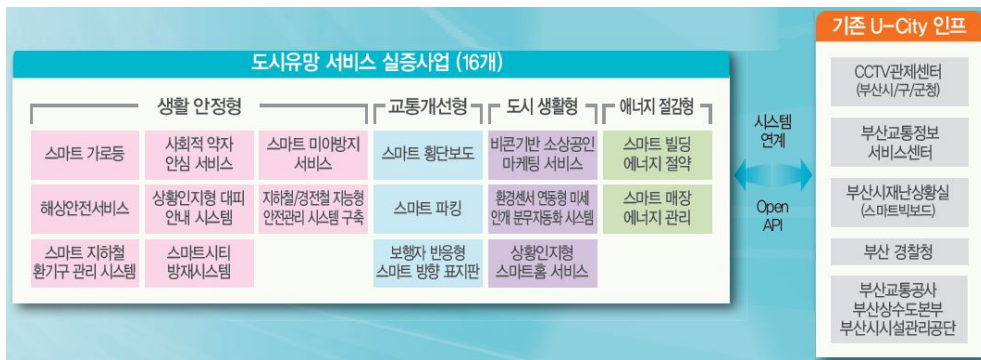 도시유망 서비스 실증사업 (16개)
생활 안정형
스마트 가로등
사회적 약자
안심 서비스
스마트 미아방지
서비스
해상안전서비스
상황인지형 대피
안내 시스템
지하철/경전철 지능형
안전관리 시스템 구축
스마트 지하철
환기구 관리 시스템
스마트시티
방재시스템
교통개선형
스마트 횡단보도
스마트 파킹
보행자 반응형
스마트 방향 표지판
도시 생활형
비콘기반 소상공인
마케팅 서비스
환경센서 연동형 미세
안개 분무자동화 시스템
상황인지형
스마트홈 서비스
애너지 절감형
스마트 빌딩
에너지 절약
스마트 매장
에너지 관리
시스템
연계
Open
API
기존 U-City 인프
CCTV관제센터
(부산시/구/군청)
부산교통정보
서비스센터
부산시재난상황실
(스마트빅보드)
부산 경찰청
부산교통공사
부산상수도본부
부산시시설관리공단